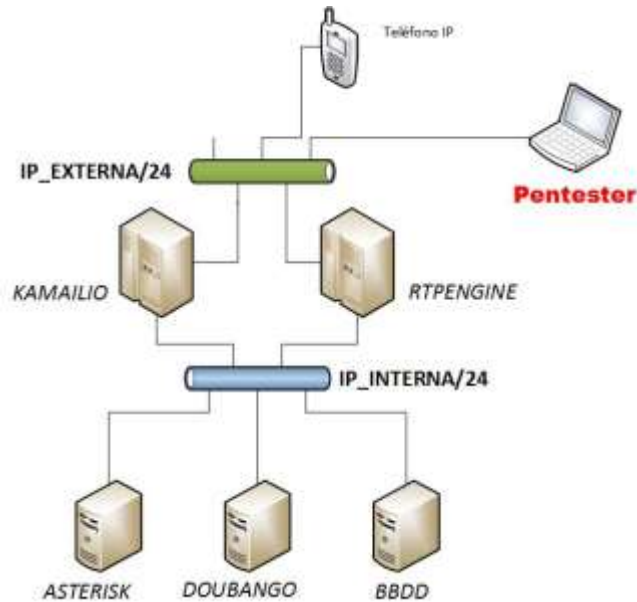 Teléfono IP
IP_EXTERNA/24
Pentester
KAMAILIO
RTPENGINE
IP_INTERNA/24
ASTERISK
DOUBANGO
BBDD